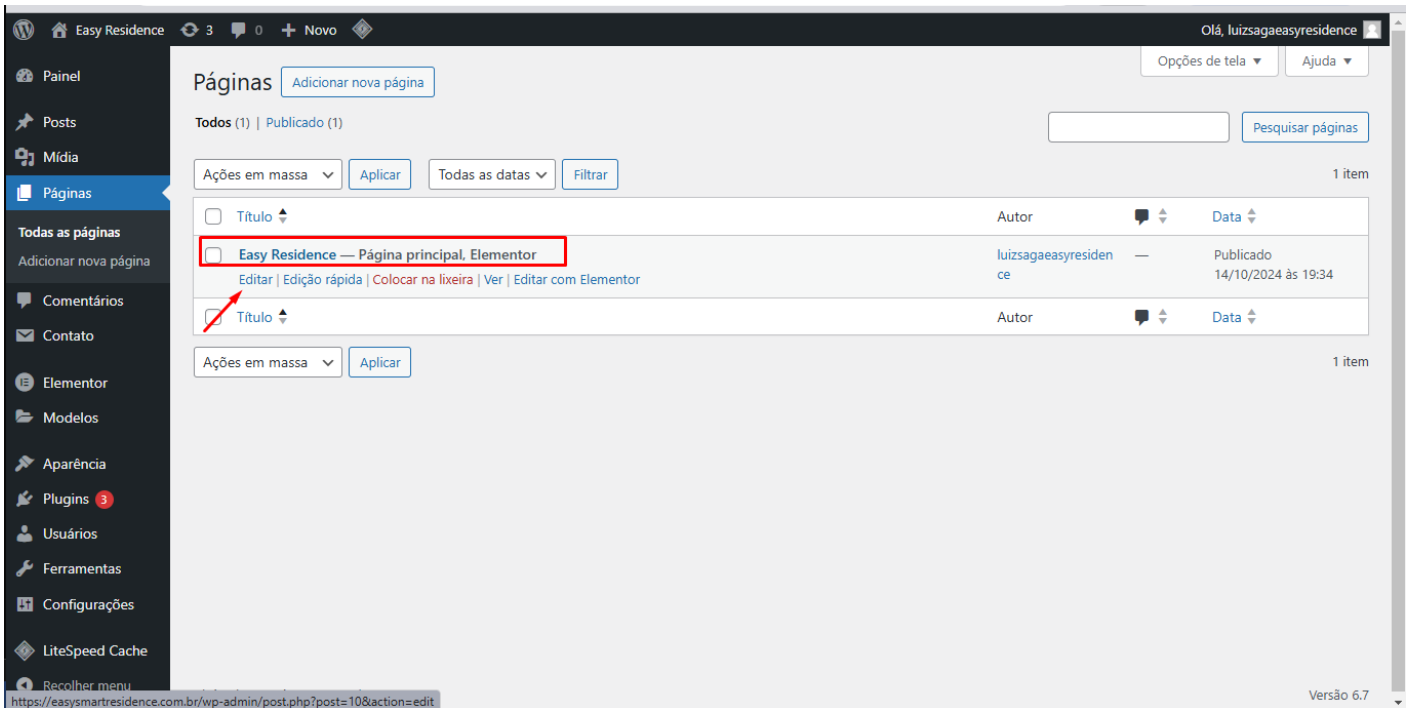 Easy Residence 3 0 + Novo Olá, luizsagaeasyresidence
Painel
Posts
Mídia
Páginas
Todas as páginas
Adicionar nova página
Comentários
Contato
Elementor
Modelos
Aparência
Plugins 3
Usuários
Ferramentas
Configurações
LiteSpeed Cache
Recolher menu
Opções de tela Ajuda
Páginas Adicionar nova página
Todos (1) | Publicado (1)
Pesquisar páginas
Ações em massa Aplicar Todas as datas Filtrar 1 item
Título Autor Data
Easy Residence — Página principal, Elementor luizsagaeasyresiden — Publicado
Editar | Edição rápida | Colocar na lixeira | Ver | Editar com Elementor ce 14/10/2024 às 19:34
Título Autor Data
Ações em massa Aplicar 1 item
Versão 6.7
https://easysmartresidence.com.br/wp-admin/post.php?post=10&action=edit